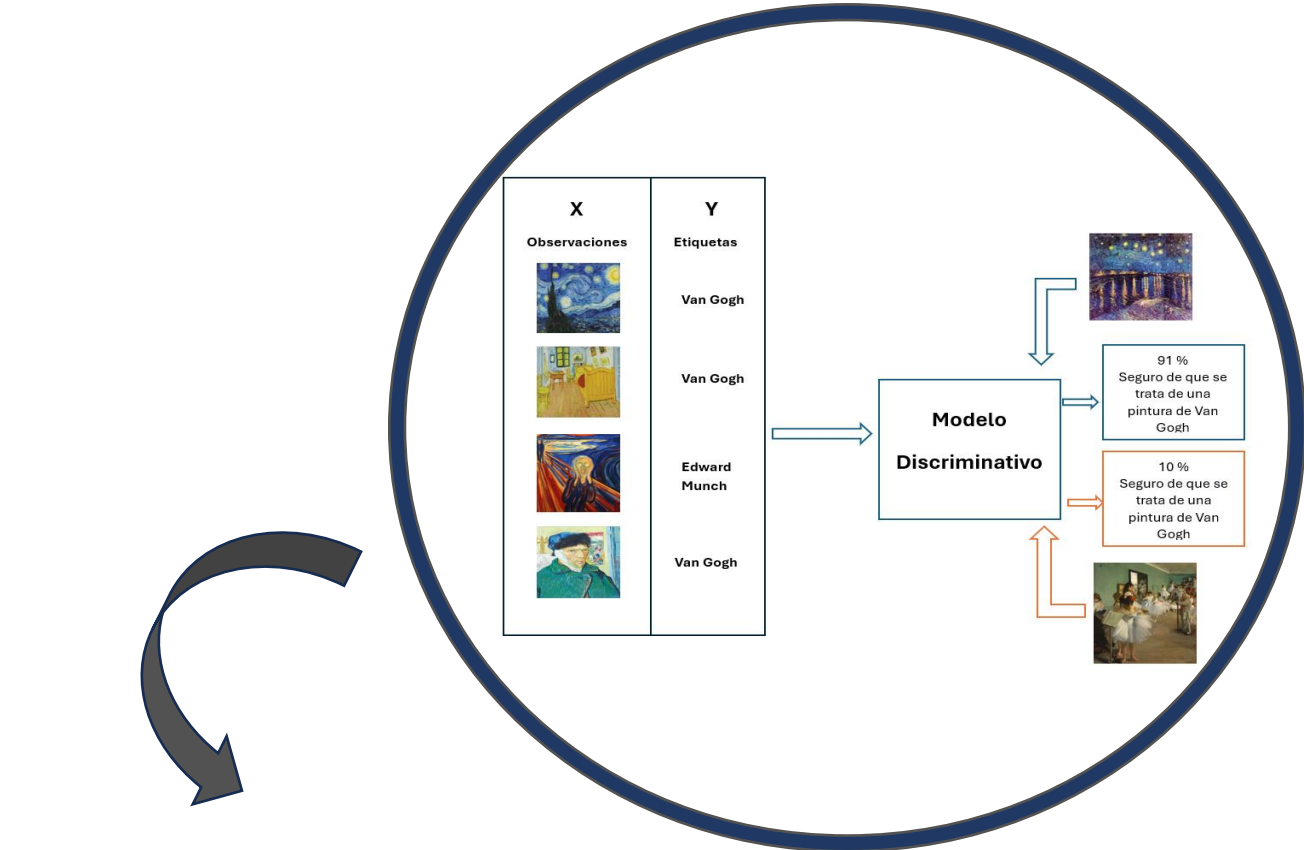 X
Y
Observaciones
Etiquetas
Van Gogh
Van Gogh
Edward
Munch
Van Gogh
Modelo
Discriminativo
91 %
Seguro de que se
trata de una
pintura de Van
Gogh
10 %
Seguro de que se
trata de una
pintura de Van
Gogh